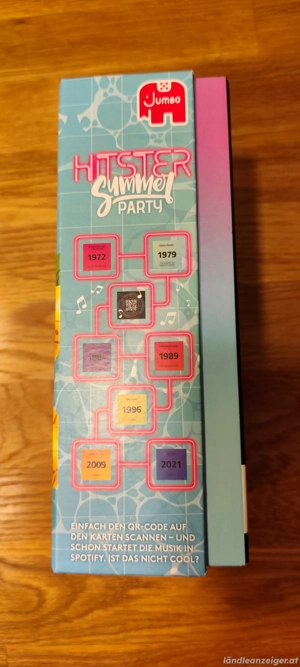 Jumbo
HITSTER
Summer
PARTY
1972
1979
1989
1996
2009
2021
EINFACH DEN QR-CODE AUF
DEN KARTEN SCANNEN – UND
SCHON STARTET DIE MUSIK IN
SPOTIFY. IST DAS NICHT COOL?
ländleanzeiger.at